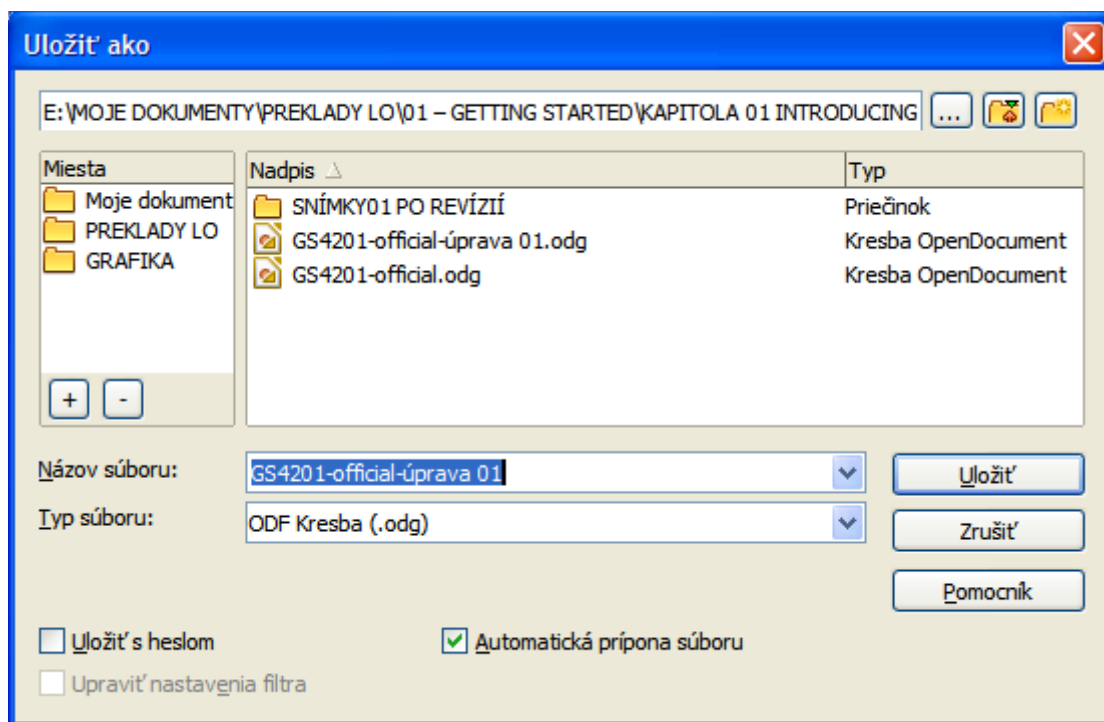 Uložiť ako
E:\MOJE DOKUMENTY\PREKLADY LO\01 – GETTING STARTED\KAPITOLA 01 INTRODUCING
...
Miesta
Moje dokument
PREKLADY LO
GRAFIKA
+ -
Nadpis Typ
SNÍMKY01 PO REVÍZIÍ Priečinok
GS4201-official-úprava 01.odg Kresba OpenDocument
GS4201-official.odg Kresba OpenDocument
Názov súboru: GS4201-official-úprava 01 Uložiť
Typ súboru: ODF Kresba (.odg) Zrušiť
Pomocník
Uložiť s heslom Automatická prípona súboru
Upraviť nastavenia filtra